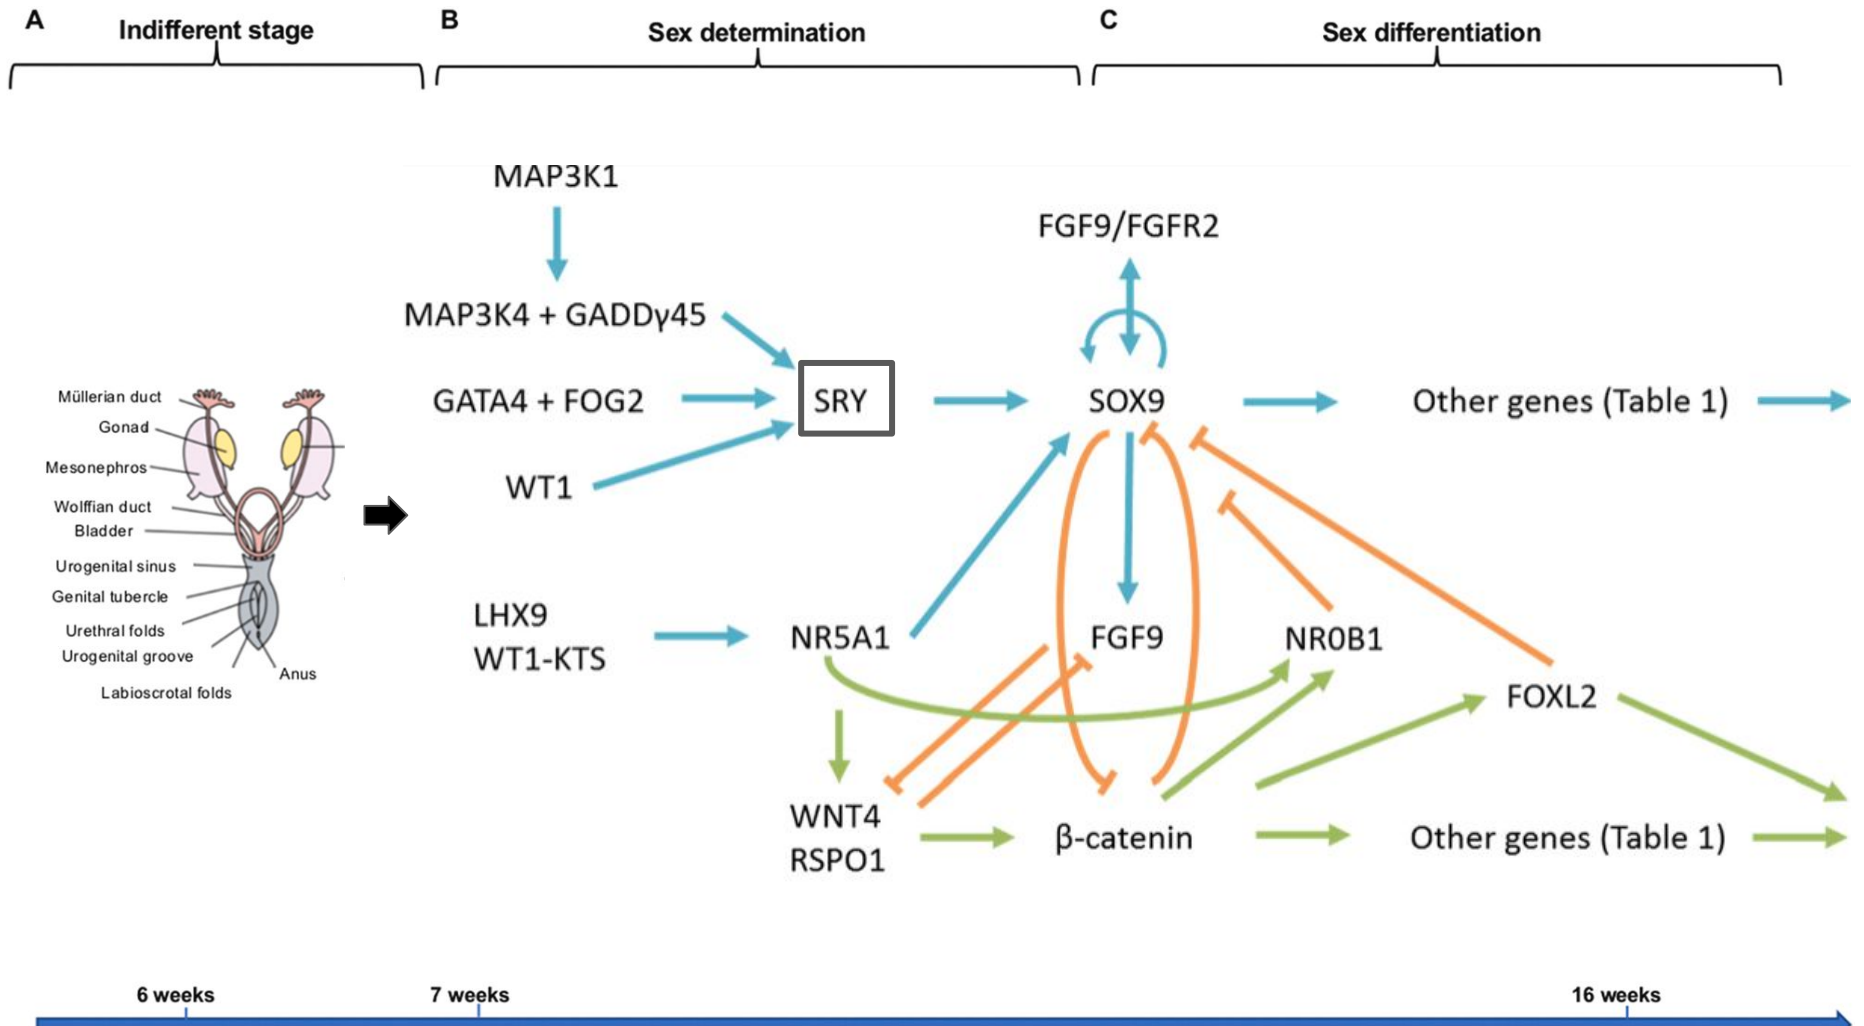 A
Indifferent stage
B
Sex determination
C
Sex differentiation
MAP3K1
FGF9/FGFR2
MAP3K4 + GADDγ45
GATA4 + FOG2
SRY
SOX9
Other genes (Table 1)
WT1
Müllerian duct
Gonad
Mesonephros
Wolffian duct
Bladder
Urogenital sinus
Genital tubercle
Urethral folds
Urogenital groove
Anus
Labioscrotal folds
LHX9
WT1-KTS
NR5A1
FGF9
NR0B1
FOXL2
WNT4
RSPO1
β-catenin
Other genes (Table 1)
6 weeks
7 weeks
16 weeks